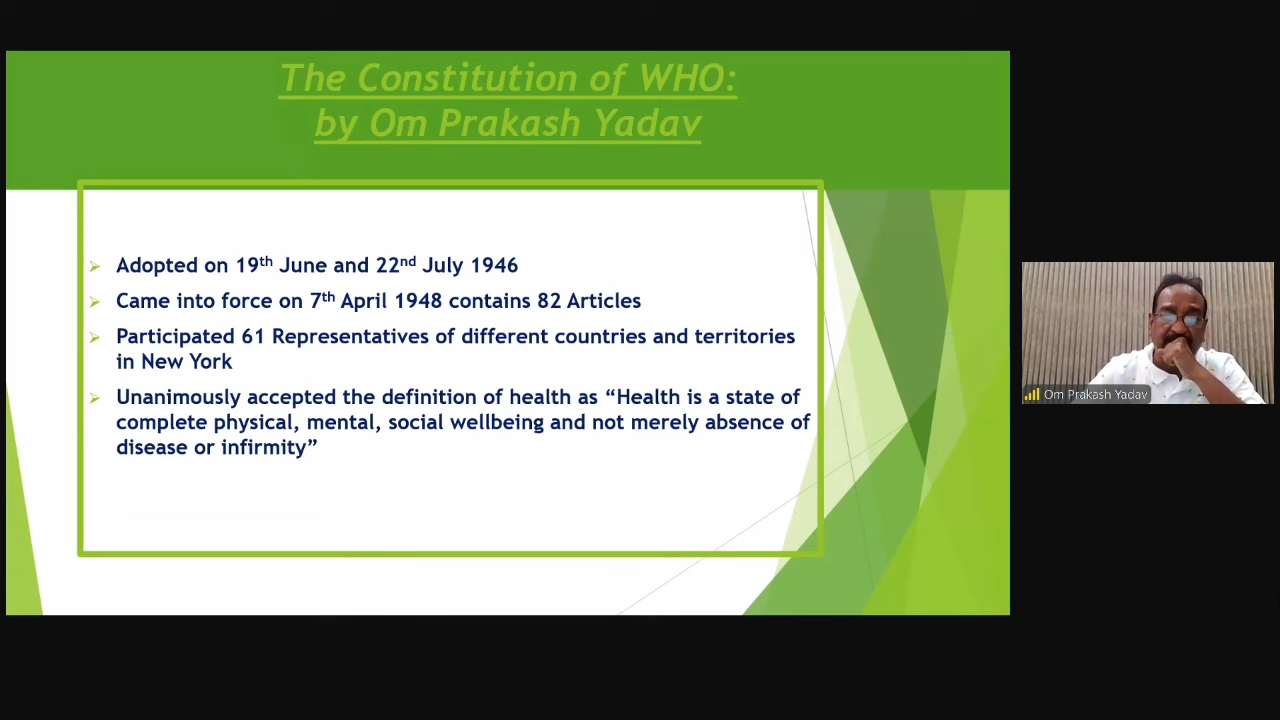 The Constitution of WHO:
by Om Prakash Yadav
Adopted on 19th June and 22nd July 1946
Came into force on 7th April 1948 contains 82 Articles
Participated 61 Representatives of different countries and territories
in New York
Unanimously accepted the definition of health as “Health is a state of
complete physical, mental, social wellbeing and not merely absence of
disease or infirmity”
Om Prakash Yadav